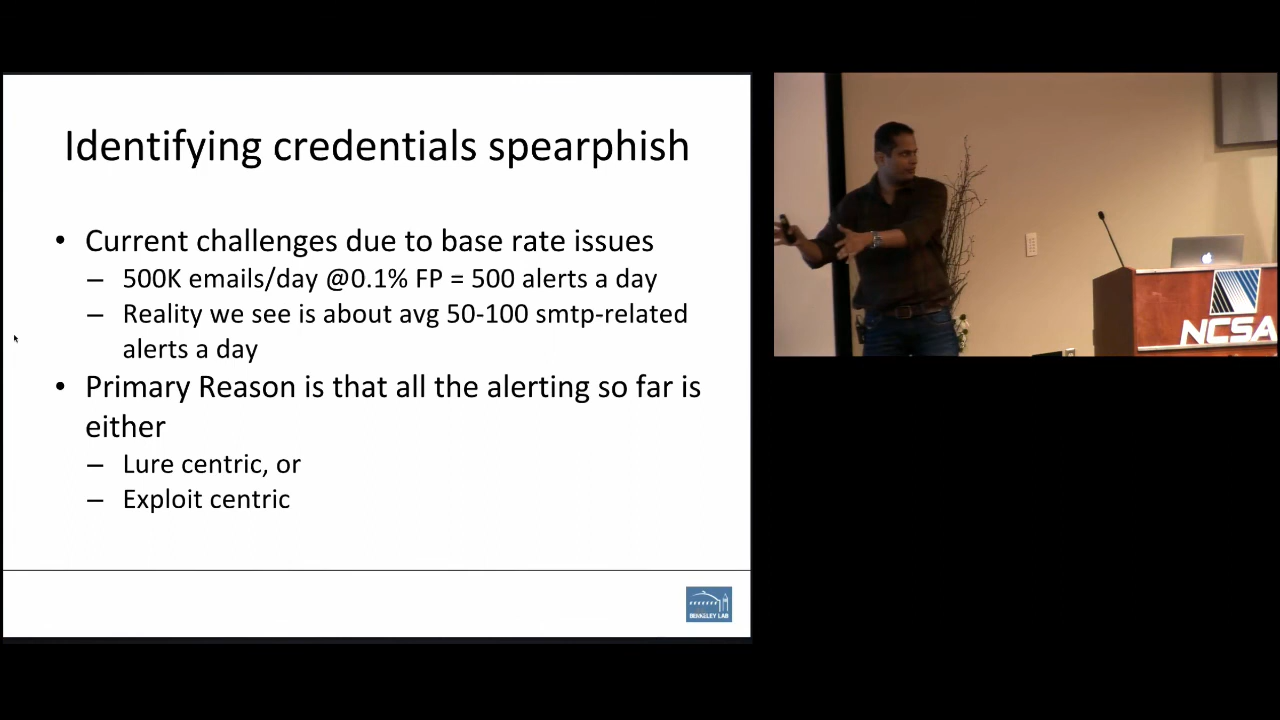 Identifying credentials spearphish
• Current challenges due to base rate issues
– 500K emails/day @0.1% FP = 500 alerts a day
– Reality we see is about avg 50-100 smtp-related
alerts a day
• Primary Reason is that all the alerting so far is
either
– Lure centric, or
– Exploit centric
BERKELEY LAB
NCSA